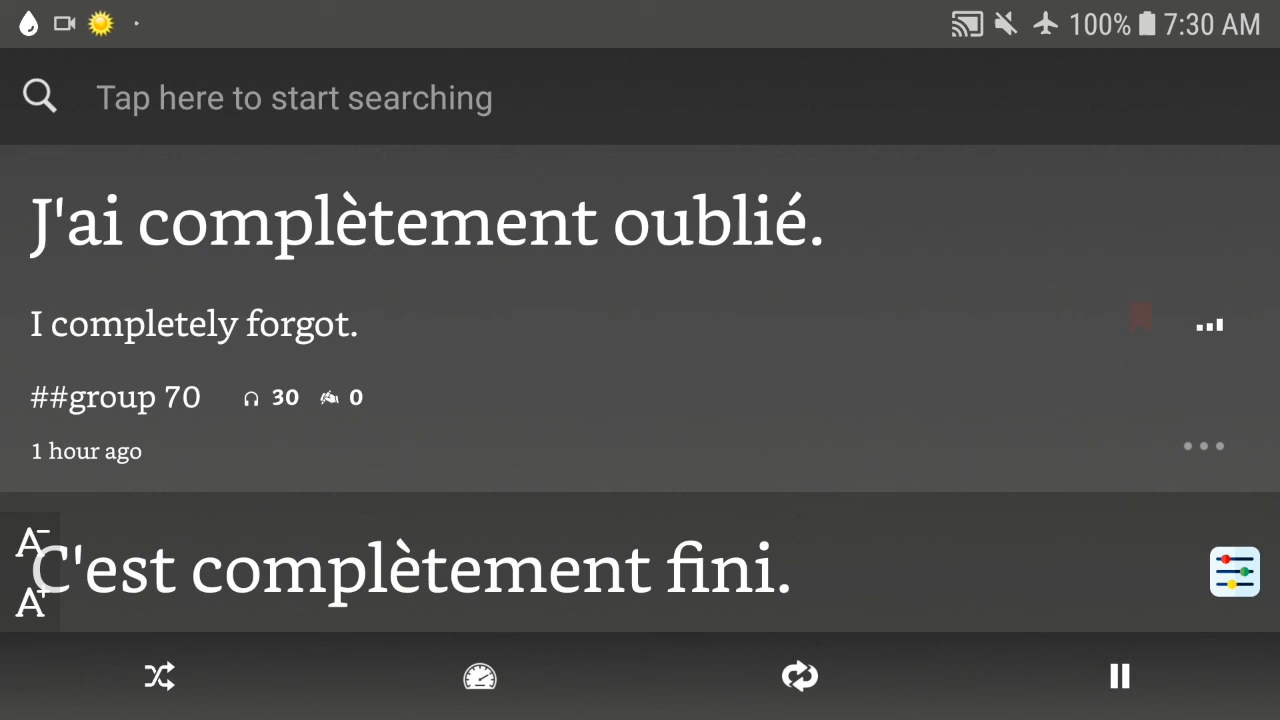 100% 7:30 AM
Tap here to start searching
J'ai complètement oublié.
I completely forgot.
##group 70 30 0
1 hour ago
A-
C'est complètement fini.
A+